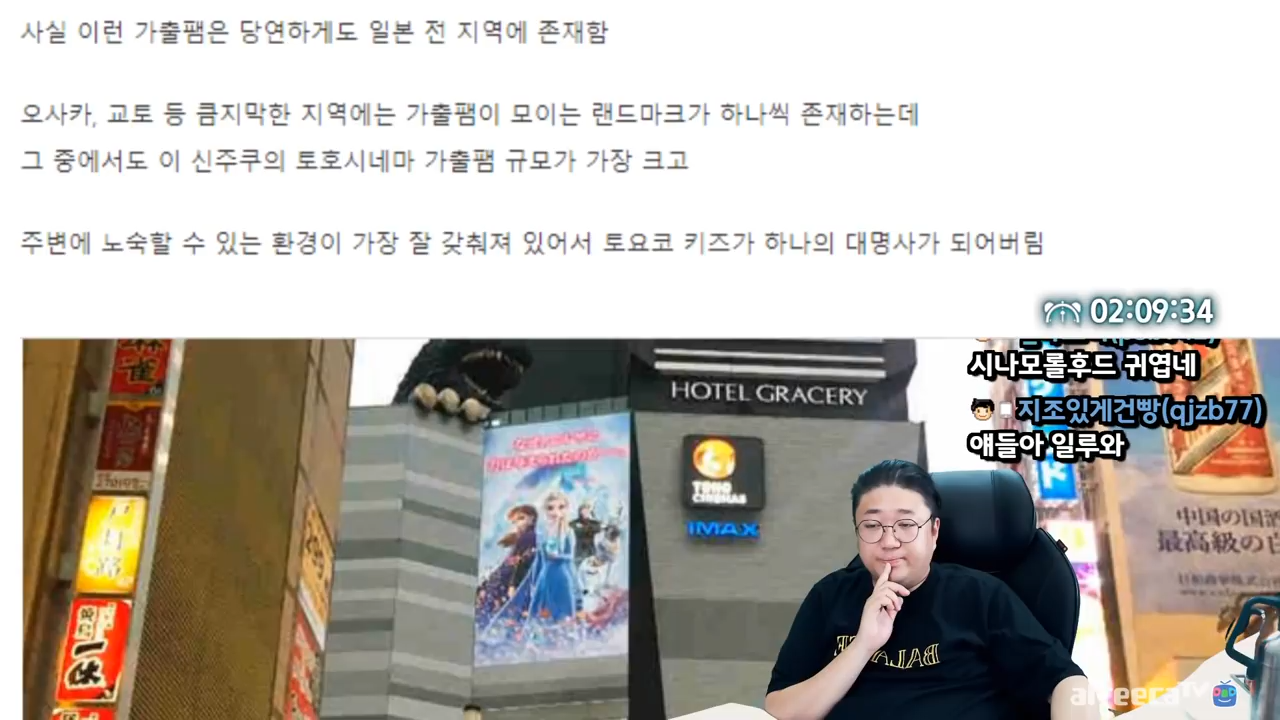 사실 이런 가출팸은 당연하게도 일본 전 지역에 존재함
오사카, 교토 등 큼지막한 지역에는 가출팸이 모이는 랜드마크가 하나씩 존재하는데
그 중에서도 이 신주쿠의 토호시네마 가출팸 규모가 가장 크고
주변에 노숙할 수 있는 환경이 가장 잘 갖춰져 있어서 토요코 키즈가 하나의 대명사가 되어버림
02:09:34
시나모롤후드 귀엽네
지조있게건빵(qjzb77)
얘들아 일루와
麻雀
HOTEL GRACERY
TOHO
CINEMAS
IMAX
一休
中国の国酒
最高級の白
BALANCE
afreecaTV